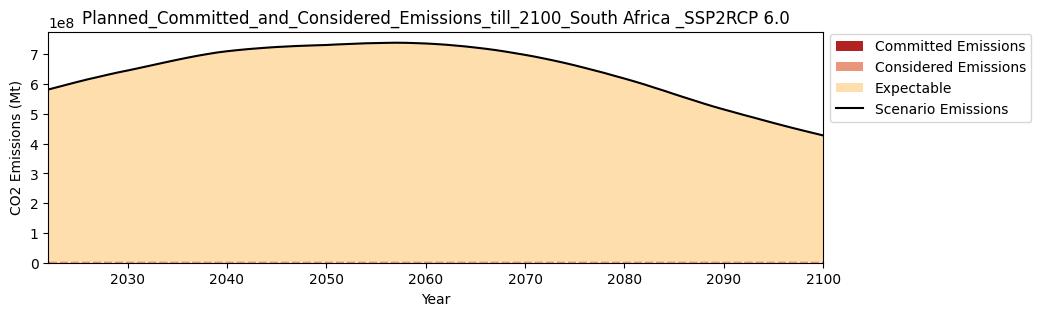 Planned_Committed_and_Considered_Emissions_till_2100_South Africa _SSP2RCP 6.0
1e8
7
6
5
4
3
2
1
0
CO2 Emissions (Mt)
2030 2040 2050 2060 2070 2080 2090 2100
Year
Committed Emissions
Considered Emissions
Expectable
Scenario Emissions